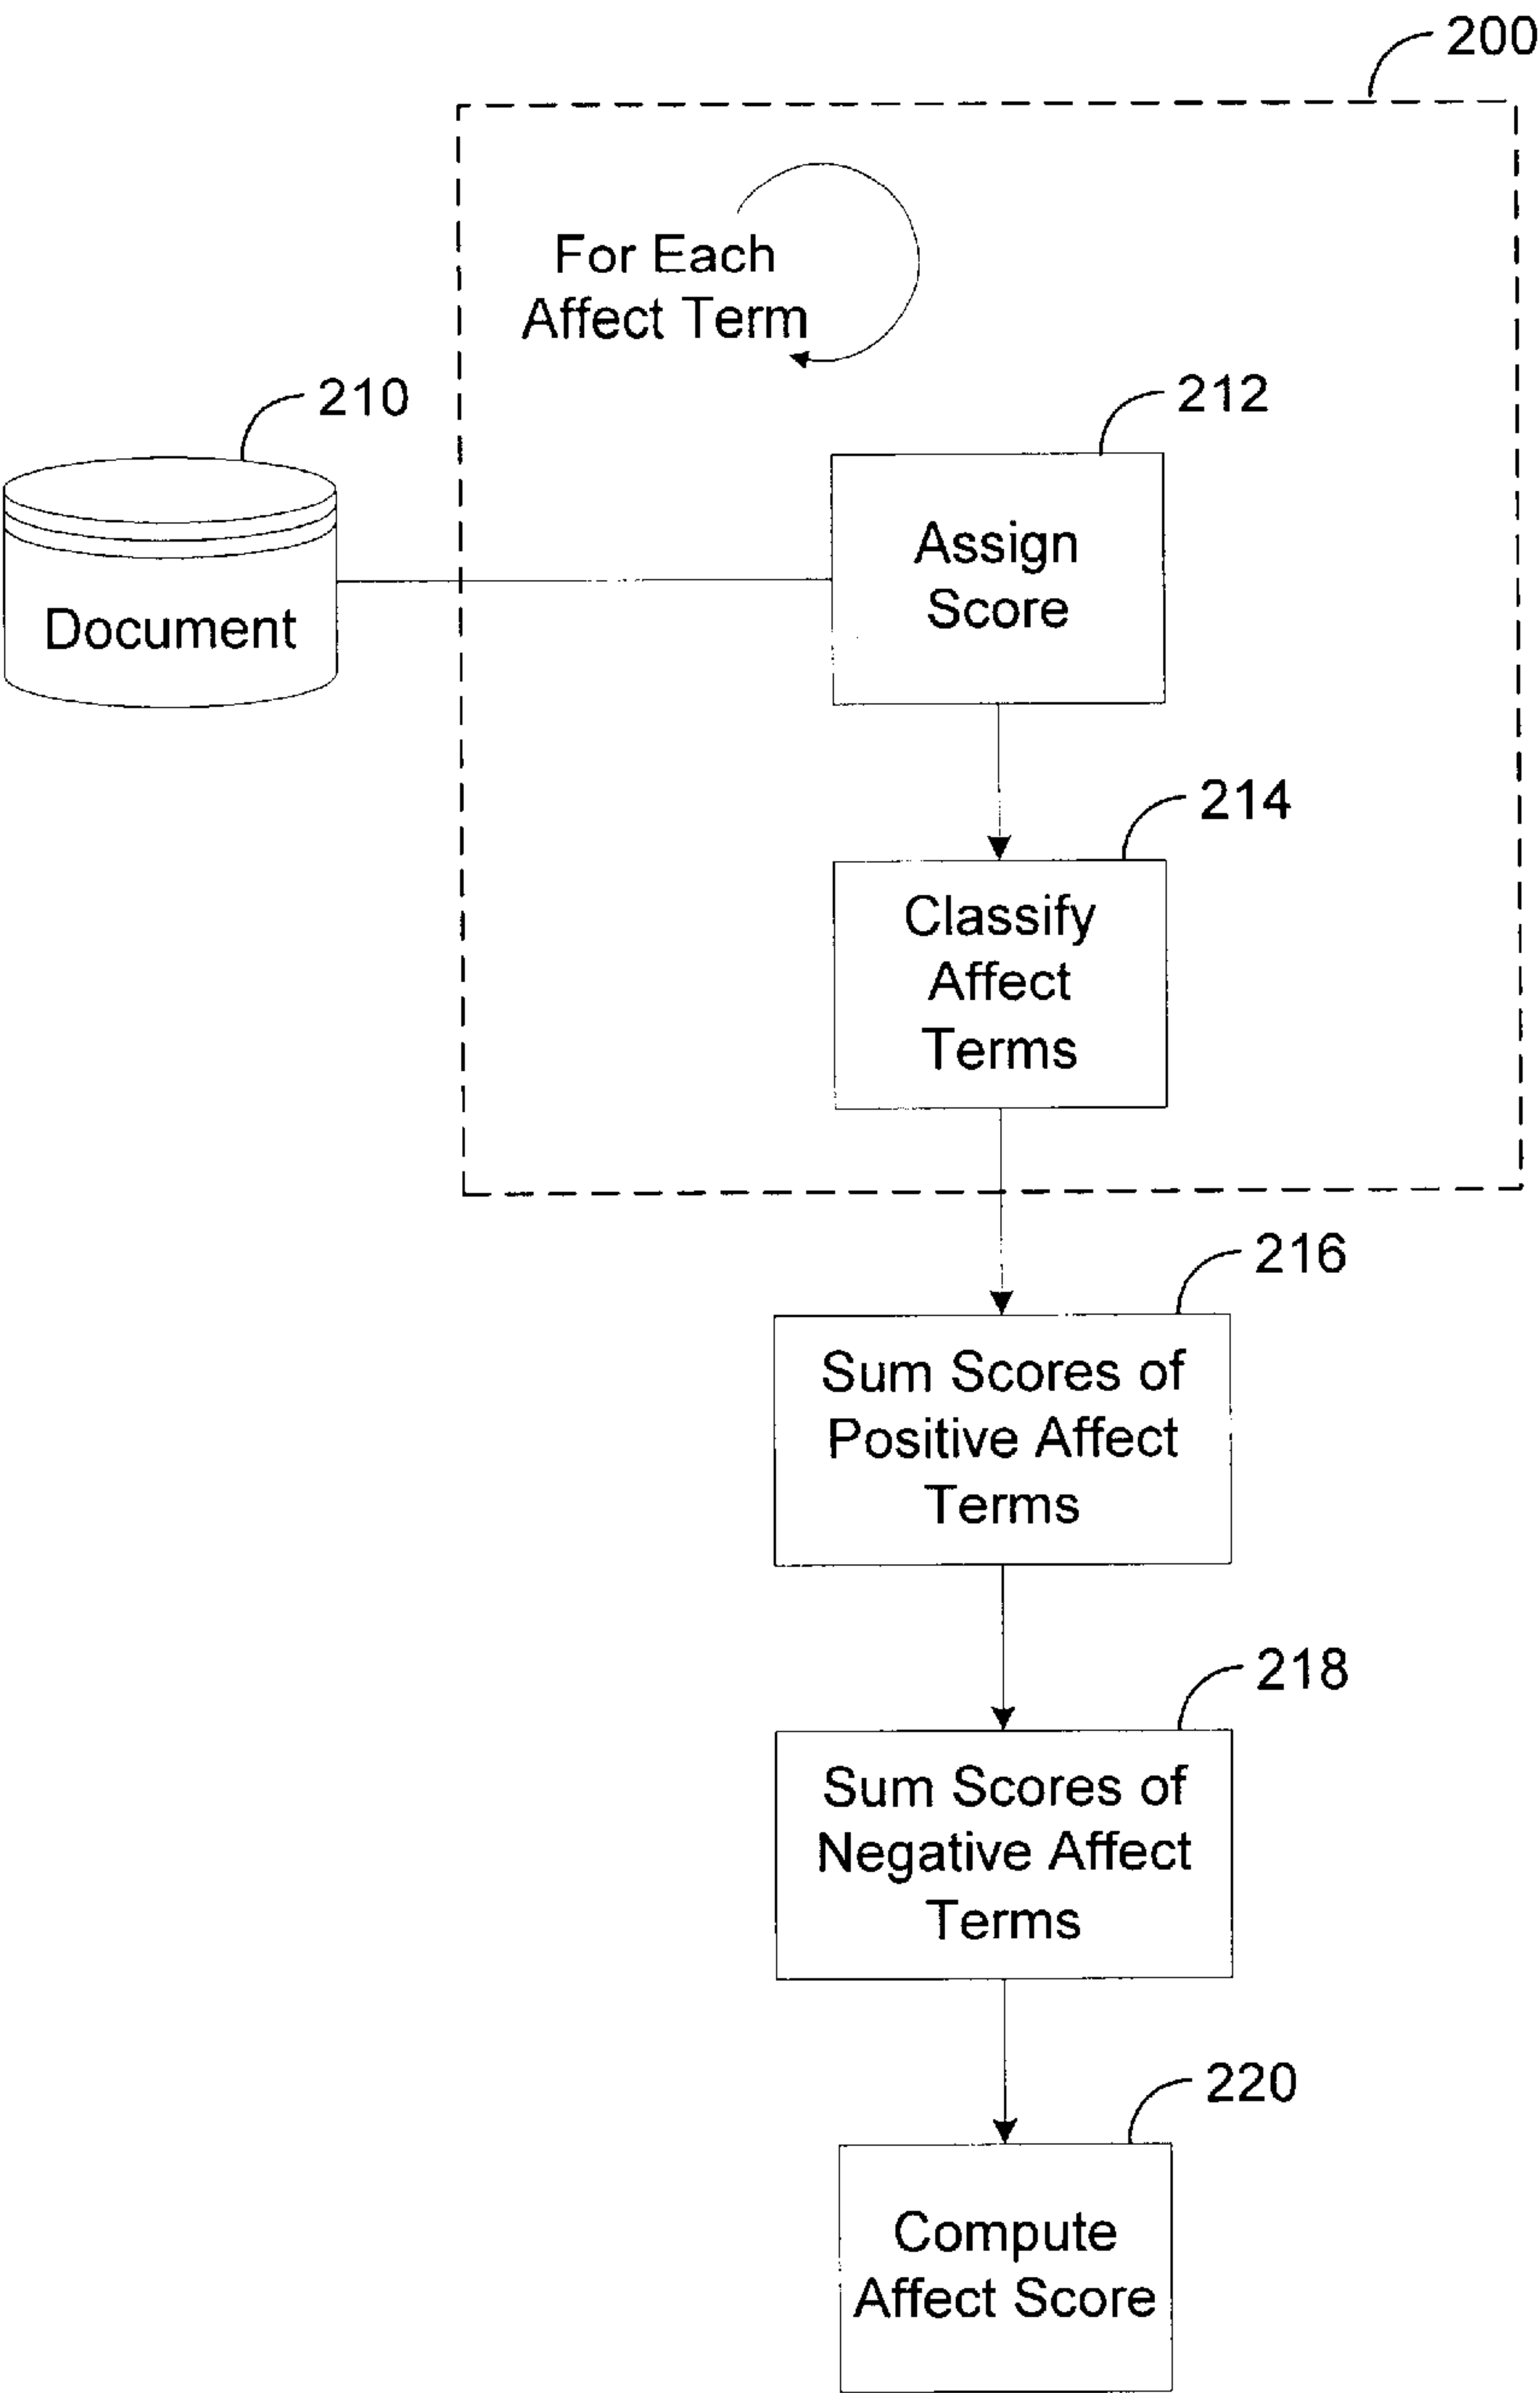 200
For Each
Affect Term
210
212
Assign
Score
Document
214
Classify
Affect
Terms
216
Sum Scores of
Positive Affect
Terms
218
Sum Scores of
Negative Affect
Terms
220
Compute
Affect Score